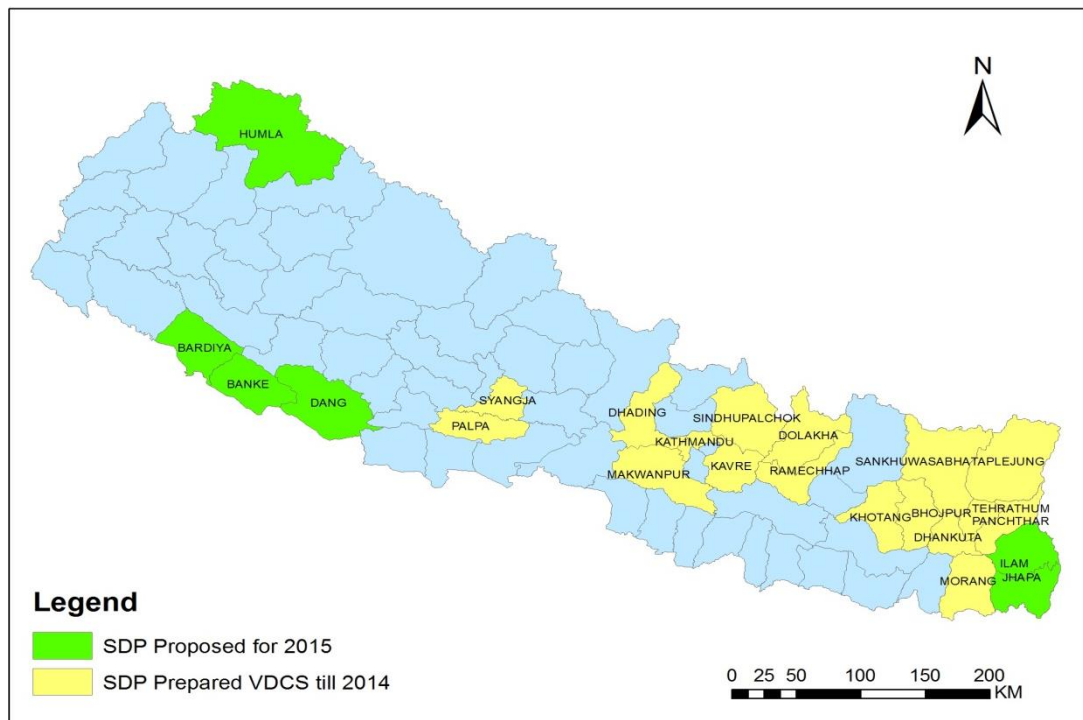 N
HUMLA
BARDIYA
BANKE
DANG
SYANGJA
PALPA
DHADING
SINDHUPALCHOK
DOLAKHA
KATHMANDU
MAKWANPUR
KAVRE
RAMECHHAP
SANKHUWASABHA
TAPLEJUNG
KHOTANG
BHOJPUR
TEHRATHUM
PANCHTHAR
DHANKUTA
ILAM
JHAPA
MORANG
Legend
SDP Proposed for 2015
SDP Prepared VDCS till 2014
0 25 50 100 150 200
KM